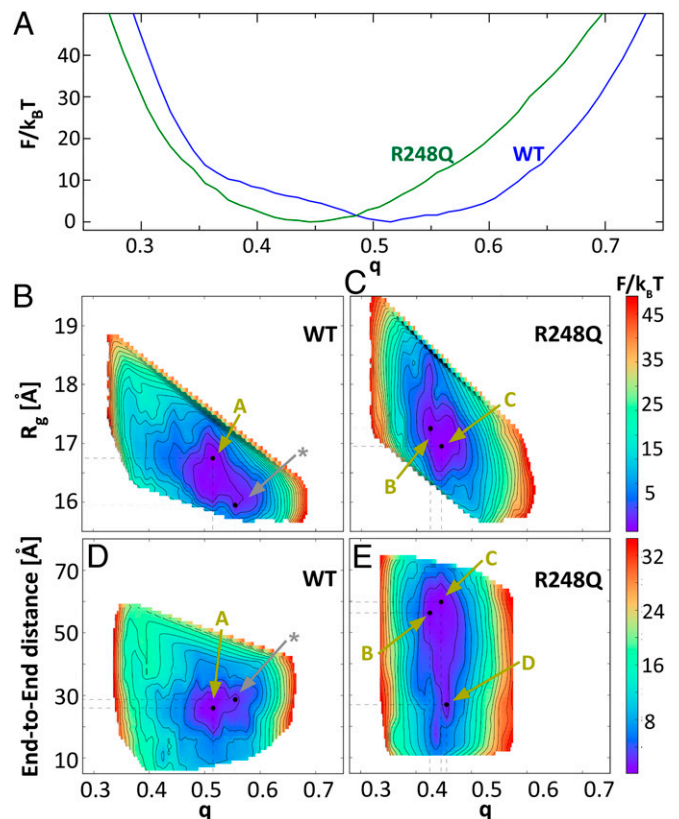 A
F/kBT
40
30
20
10
0
R248Q
WT
0.3 0.4 0.5 0.6 0.7
q
B
WT
C
R248Q
F/kBT
Rg [Å]
19
18
17
16
A
*
C
B
45
35
25
15
5
D
WT
E
R248Q
End-to-End distance [Å]
70
50
30
10
A
*
C
B
D
32
24
16
8
0.3 0.4 0.5 0.6 0.7
q
0.3 0.4 0.5 0.6 0.7
q